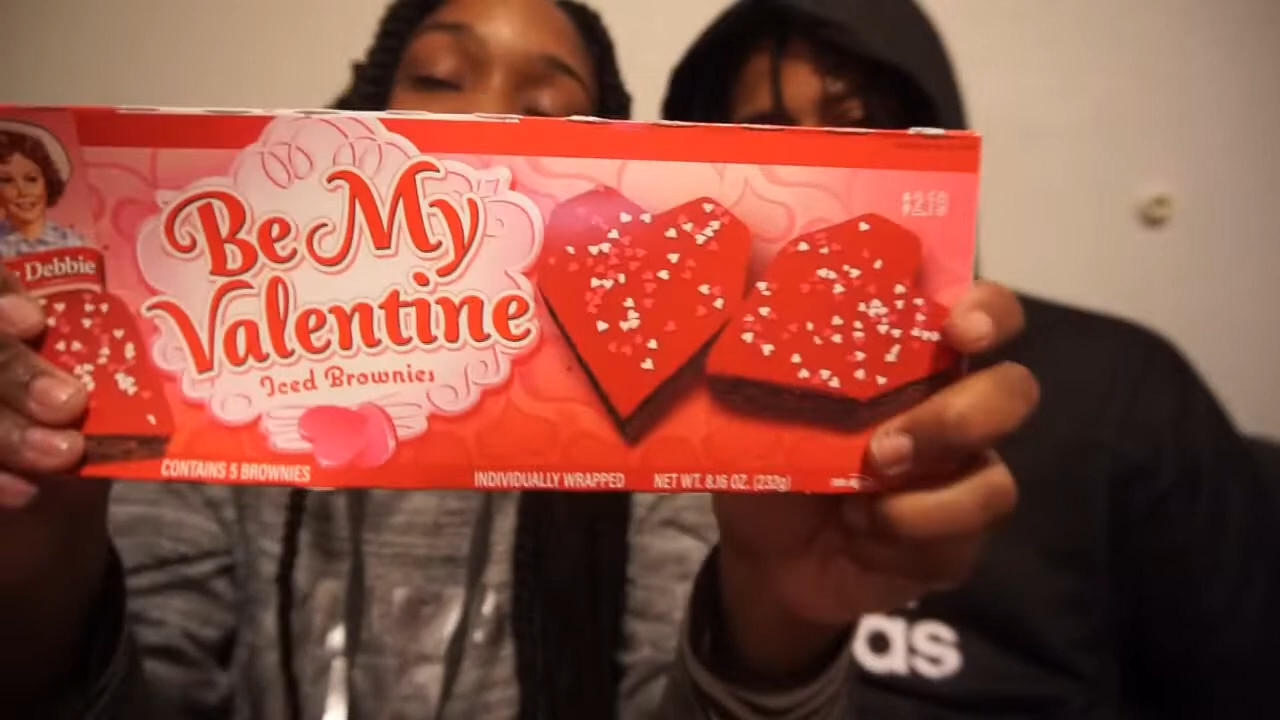 Debbie
Be My
Valentine
Iced Brownies
CONTAINS 5 BROWNIES
INDIVIDUALLY WRAPPED
NET WT. 8.16 OZ. (232g)
as